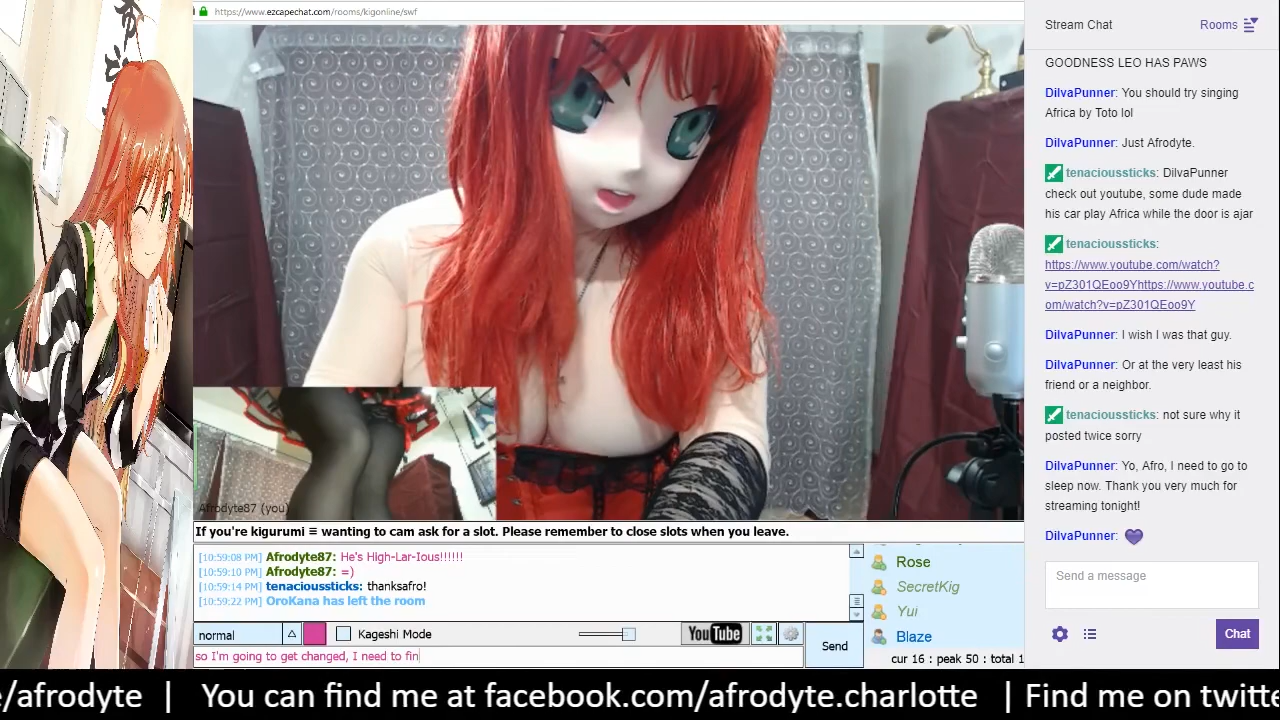 https://www.ezcapechat.com/rooms/kigonline/swf
Afrodyte87 (you)
If you're kigurumi ≡ wanting to cam ask for a slot. Please remember to close slots when you leave.
[10:59:08 PM] Afrodyte87: He's High-Lar-Ious!!!!!!
[10:59:10 PM] Afrodyte87: =)
[10:59:14 PM] tenaciousssticks: thanksafro!
[10:59:22 PM] OroKana has left the room
normal
Kageshi Mode
YouTube
Send
so I'm going to get changed, I need to fin
Rose
SecretKig
Yui
Blaze
cur 16 : peak 50 : total 1
Stream Chat
Rooms
GOODNESS LEO HAS PAWS
DilvaPunner: You should try singing
Africa by Toto lol
DilvaPunner: Just Afrodyte.
tenaciousssticks: DilvaPunner
check out youtube, some dude made
his car play Africa while the door is ajar
tenaciousssticks:
https://www.youtube.com/watch?
v=pZ301QEoo9Yhttps://www.youtube.c
om/watch?v=pZ301QEoo9Y
DilvaPunner: I wish I was that guy.
DilvaPunner: Or at the very least his
friend or a neighbor.
tenaciousssticks: not sure why it
posted twice sorry
DilvaPunner: Yo, Afro, I need to go to
sleep now. Thank you very much for
streaming tonight!
DilvaPunner: 💜
Send a message
Chat
e/afrodyte | You can find me at facebook.com/afrodyte.charlotte | Find me on twitte